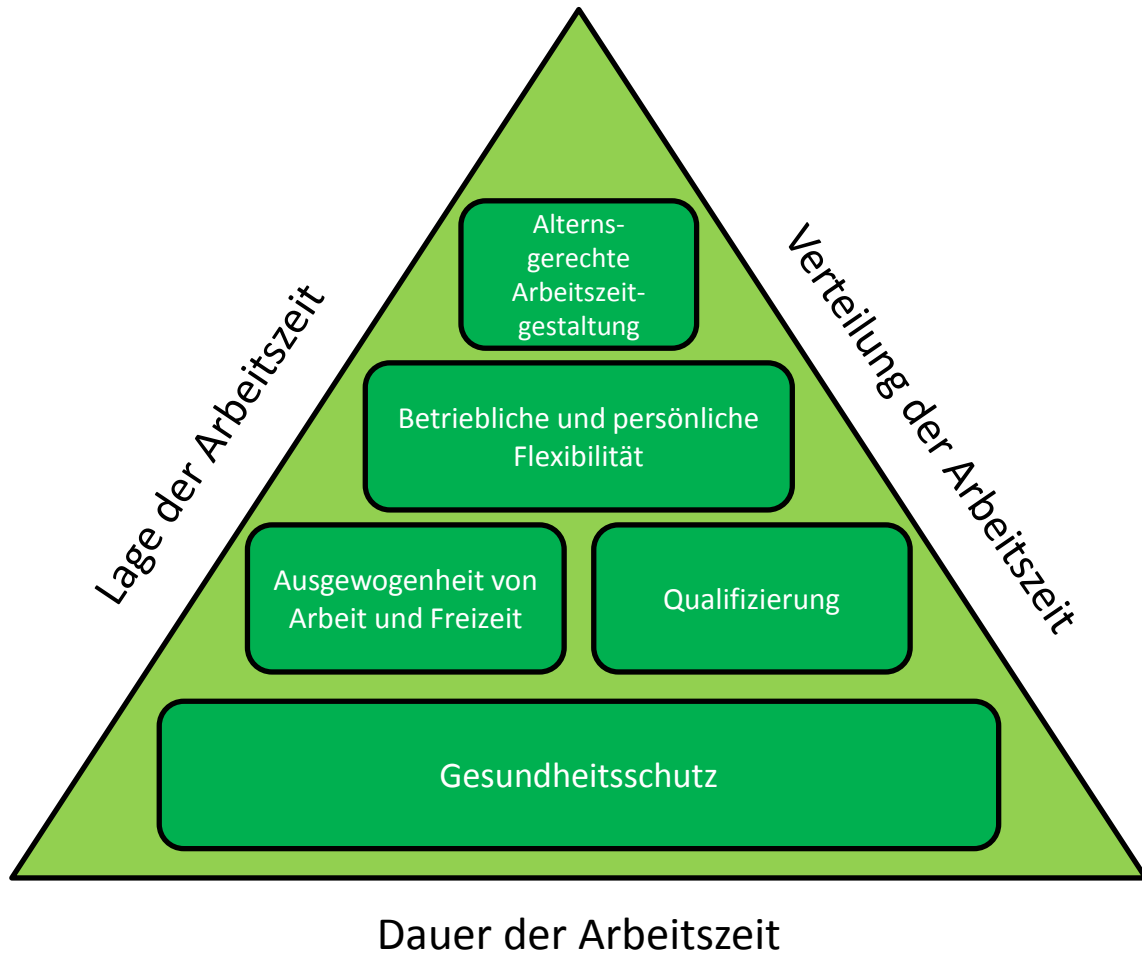 Alterns-
gerechte
Arbeitszeit-
gestaltung
Lage der Arbeitszeit
Verteilung der Arbeitszeit
Betriebliche und persönliche
Flexibilität
Ausgewogenheit von
Arbeit und Freizeit
Qualifizierung
Gesundheitsschutz
Dauer der Arbeitszeit